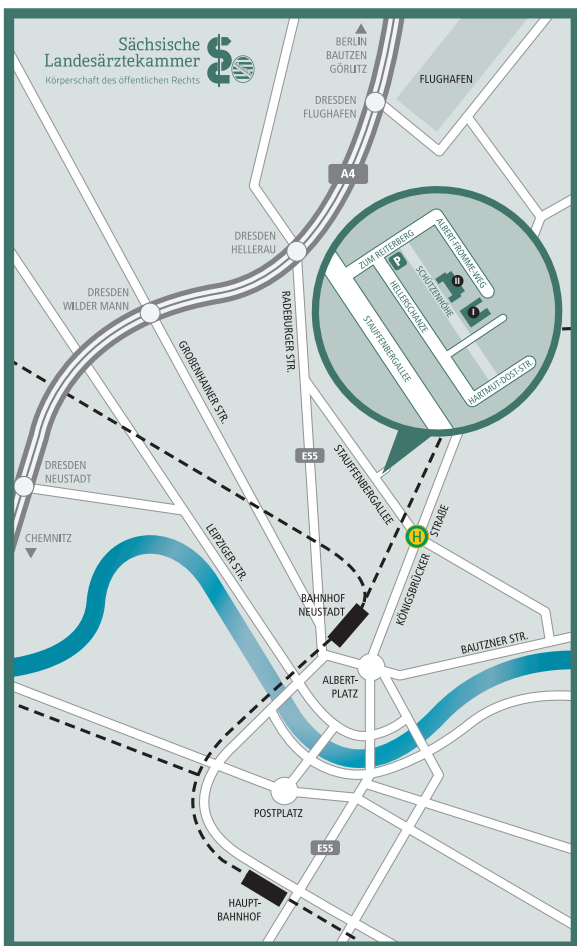 Sächsische
Landesärztekammer
Körperschaft des öffentlichen Rechts
BERLIN
BAUTZEN
GÖRLITZ
FLUGHAFEN
DRESDEN
FLUGHAFEN
A4
DRESDEN
HELLERAU
ZUM REITERBERG
ALBERT-FROMME-WEG
P
SCHÜTZENHÖHE
II
I
HELLERSCHANZE
STAUFFENBERGALLEE
HARTMUT-DOST-STR.
DRESDEN
WILDER MANN
RADEBURGER STR.
GROßENHAINER STR.
E55
STAUFFENBERGALLEE
DRESDEN
NEUSTADT
CHEMNITZ
LEIPZIGER STR.
H
KÖNIGSBRÜCKER
STRAßE
BAHNHOF
NEUSTADT
BAUTZNER STR.
ALBERT-
PLATZ
POSTPLATZ
E55
HAUPT-
BAHNHOF